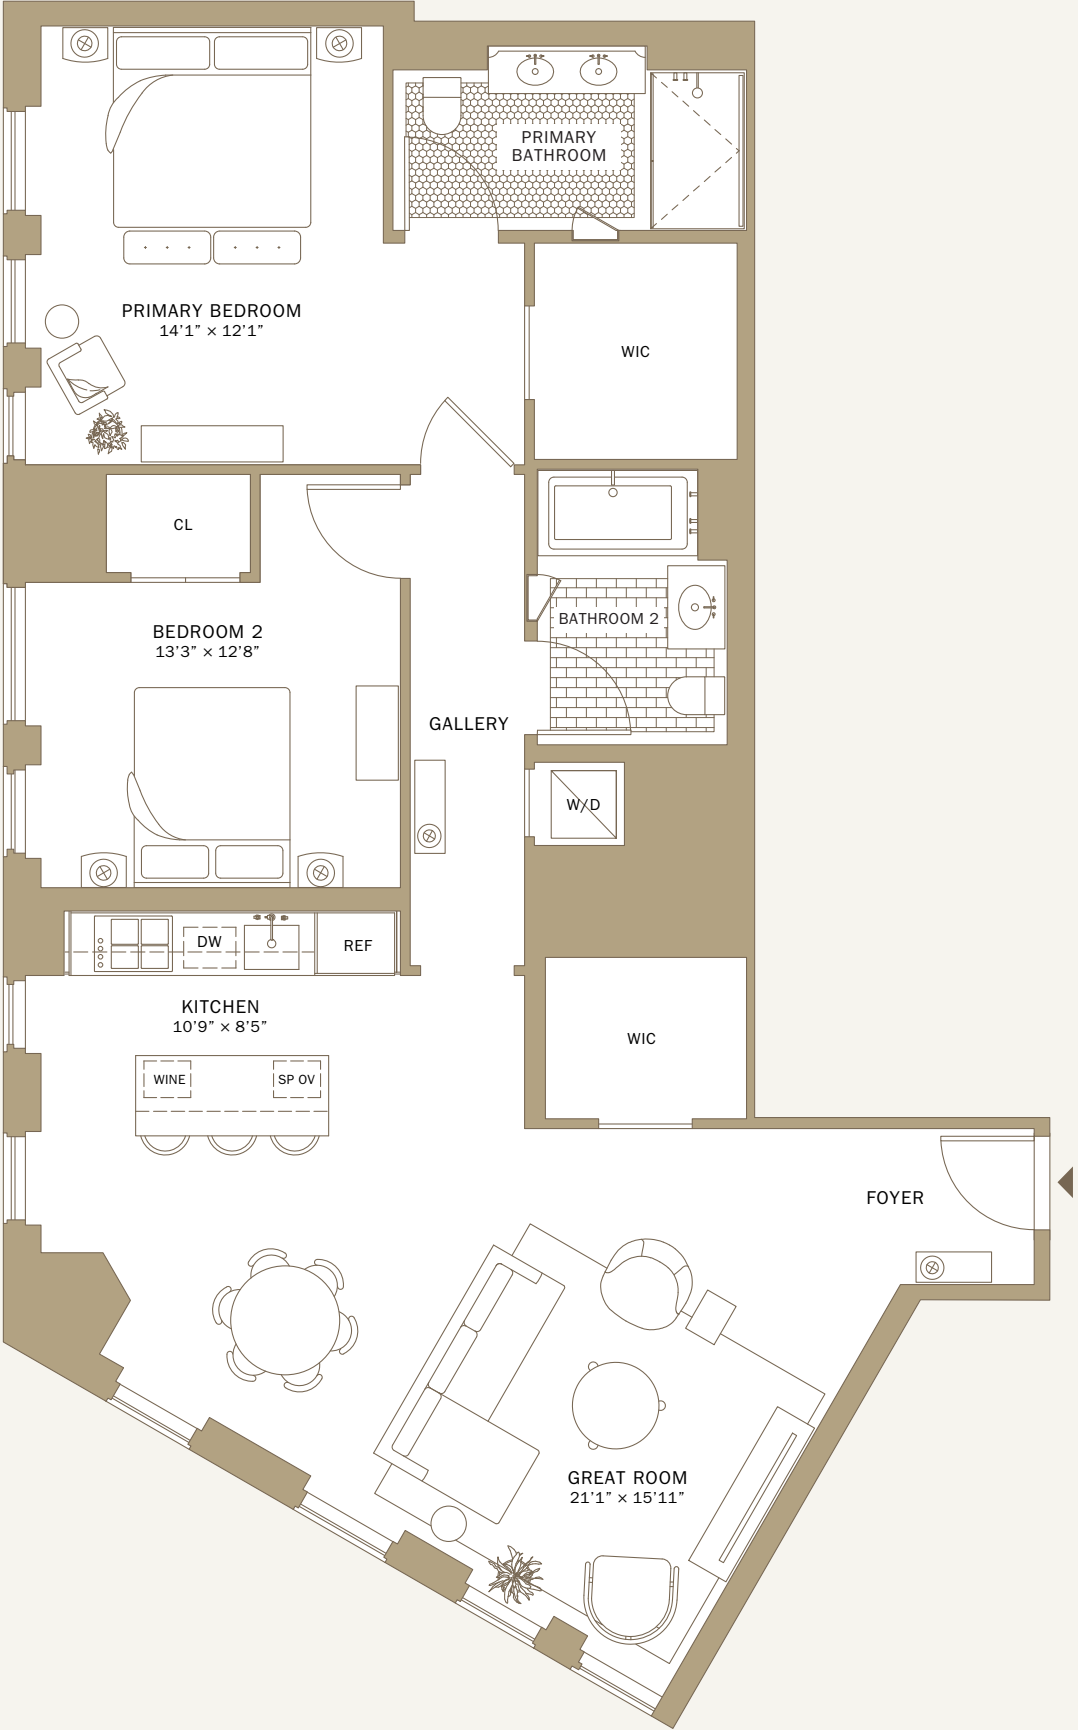 PRIMARY
BATHROOM
PRIMARY BEDROOM
14’1” × 12’1”
WIC
CL
BEDROOM 2
13’3” × 12’8”
BATHROOM 2
GALLERY
W/D
DW
REF
KITCHEN
10’9” × 8’5”
WIC
WINE
SP OV
FOYER
GREAT ROOM
21’1” × 15’11”